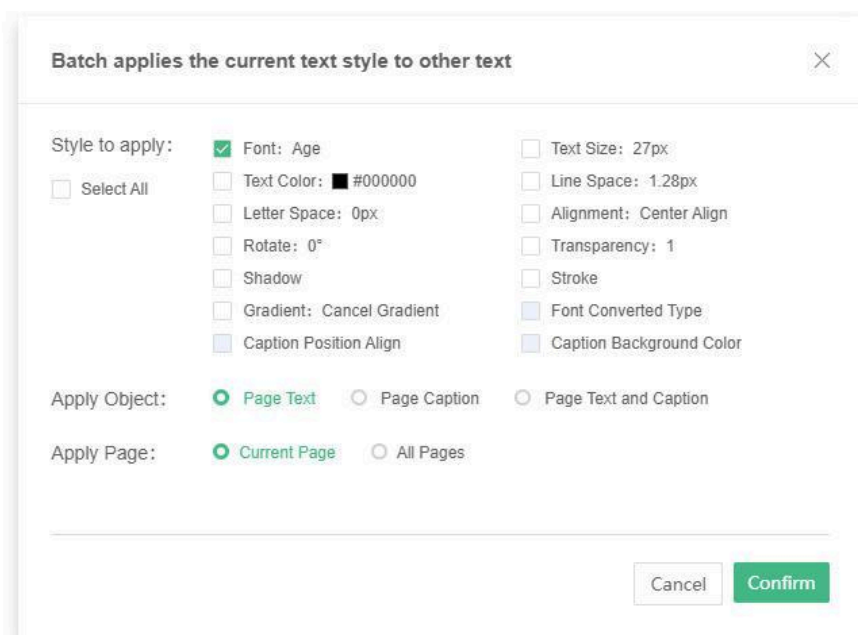 Batch applies the current text style to other text
Style to apply:
Select All
Font: Age
Text Size: 27px
Text Color: #000000
Line Space: 1.28px
Letter Space: 0px
Alignment: Center Align
Rotate: 0°
Transparency: 1
Shadow
Stroke
Gradient: Cancel Gradient
Font Converted Type
Caption Position Align
Caption Background Color
Apply Object: Page Text Page Caption Page Text and Caption
Apply Page: Current Page All Pages
Cancel Confirm